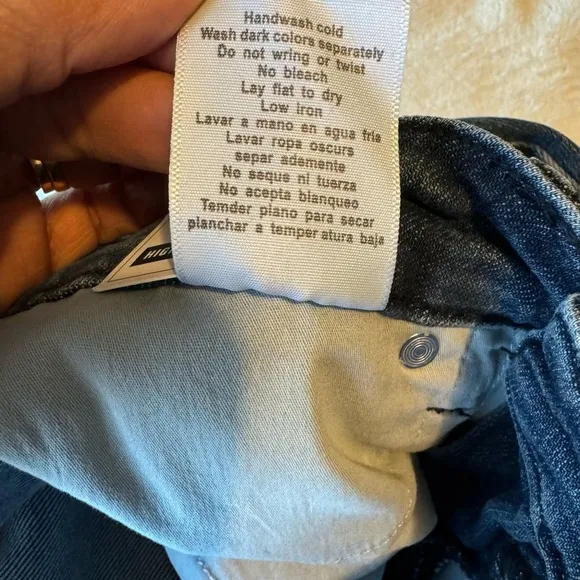 Handwash cold
Wash dark colors separately
Do not wring or twist
No bleach
Lay flat to dry
Low iron
Lavar a mano en agua fria
Lavar ropa oscurs
separ ademente
No seque ni tuerza
No acepta blanqueo
Temder plano para secar
planchar a temper atura baja
HIG